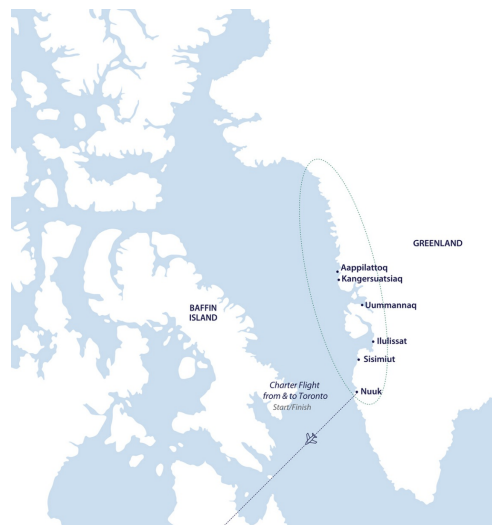 GREENLAND
Aappilattoq
Kangersuatsiaq
Uummannaq
BAFFIN
ISLAND
Ilulissat
Sisimiut
Charter Flight
from & to Toronto
Start/Finish
Nuuk